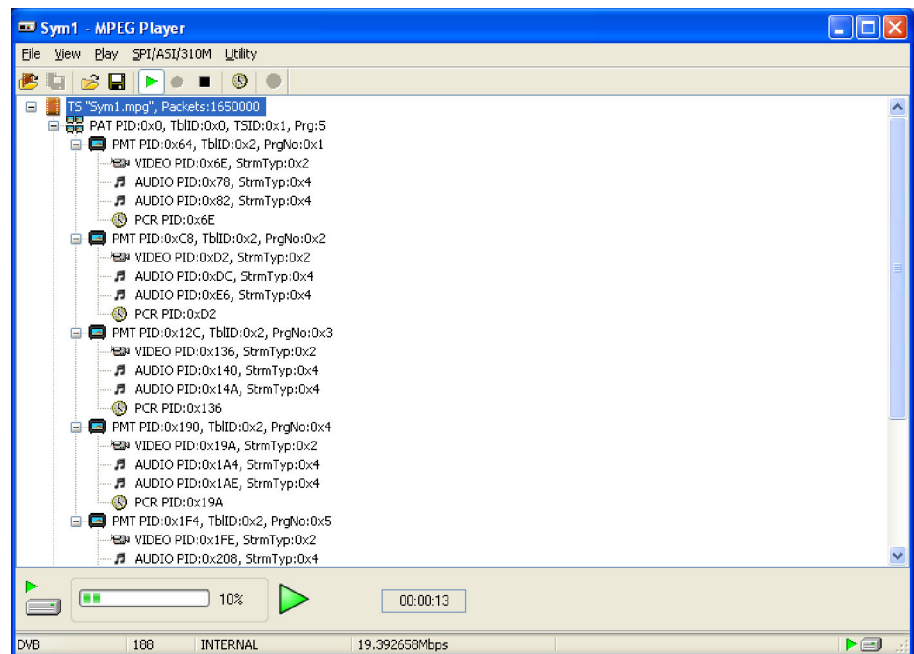 Sym1 - MPEG Player
File View Play SPI/ASI/310M Utility
TS "Sym1.mpg", Packets:1650000
PAT PID:0x0, TblID:0x0, TSID:0x1, Prg:5
PMT PID:0x64, TblID:0x2, PrgNo:0x1
VIDEO PID:0x6E, StrmTyp:0x2
AUDIO PID:0x78, StrmTyp:0x4
AUDIO PID:0x82, StrmTyp:0x4
PCR PID:0x6E
PMT PID:0xC8, TblID:0x2, PrgNo:0x2
VIDEO PID:0xD2, StrmTyp:0x2
AUDIO PID:0xDC, StrmTyp:0x4
AUDIO PID:0xE6, StrmTyp:0x4
PCR PID:0xD2
PMT PID:0x12C, TblID:0x2, PrgNo:0x3
VIDEO PID:0x136, StrmTyp:0x2
AUDIO PID:0x140, StrmTyp:0x4
AUDIO PID:0x14A, StrmTyp:0x4
PCR PID:0x136
PMT PID:0x190, TblID:0x2, PrgNo:0x4
VIDEO PID:0x19A, StrmTyp:0x2
AUDIO PID:0x1A4, StrmTyp:0x4
AUDIO PID:0x1AE, StrmTyp:0x4
PCR PID:0x19A
PMT PID:0x1F4, TblID:0x2, PrgNo:0x5
VIDEO PID:0x1FE, StrmTyp:0x2
AUDIO PID:0x208, StrmTyp:0x4
10% 00:00:13
DVB 188 INTERNAL 19.392658Mbps